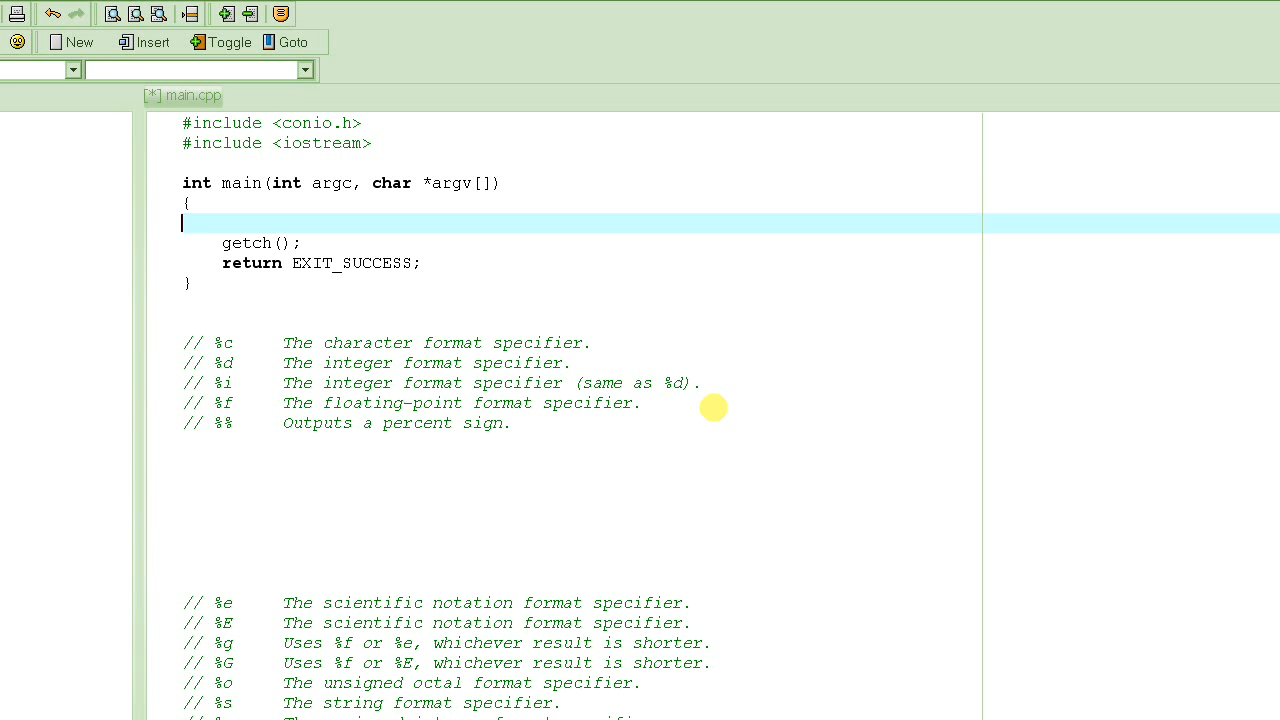 New Insert Toggle Goto
[*] main.cpp
#include <conio.h>
#include <iostream>
int main(int argc, char *argv[])
{
getch();
return EXIT_SUCCESS;
}
// %c The character format specifier.
// %d The integer format specifier.
// %i The integer format specifier (same as %d).
// %f The floating-point format specifier.
// %% Outputs a percent sign.
// %e The scientific notation format specifier.
// %E The scientific notation format specifier.
// %g Uses %f or %e, whichever result is shorter.
// %G Uses %f or %E, whichever result is shorter.
// %o The unsigned octal format specifier.
// %s The string format specifier.